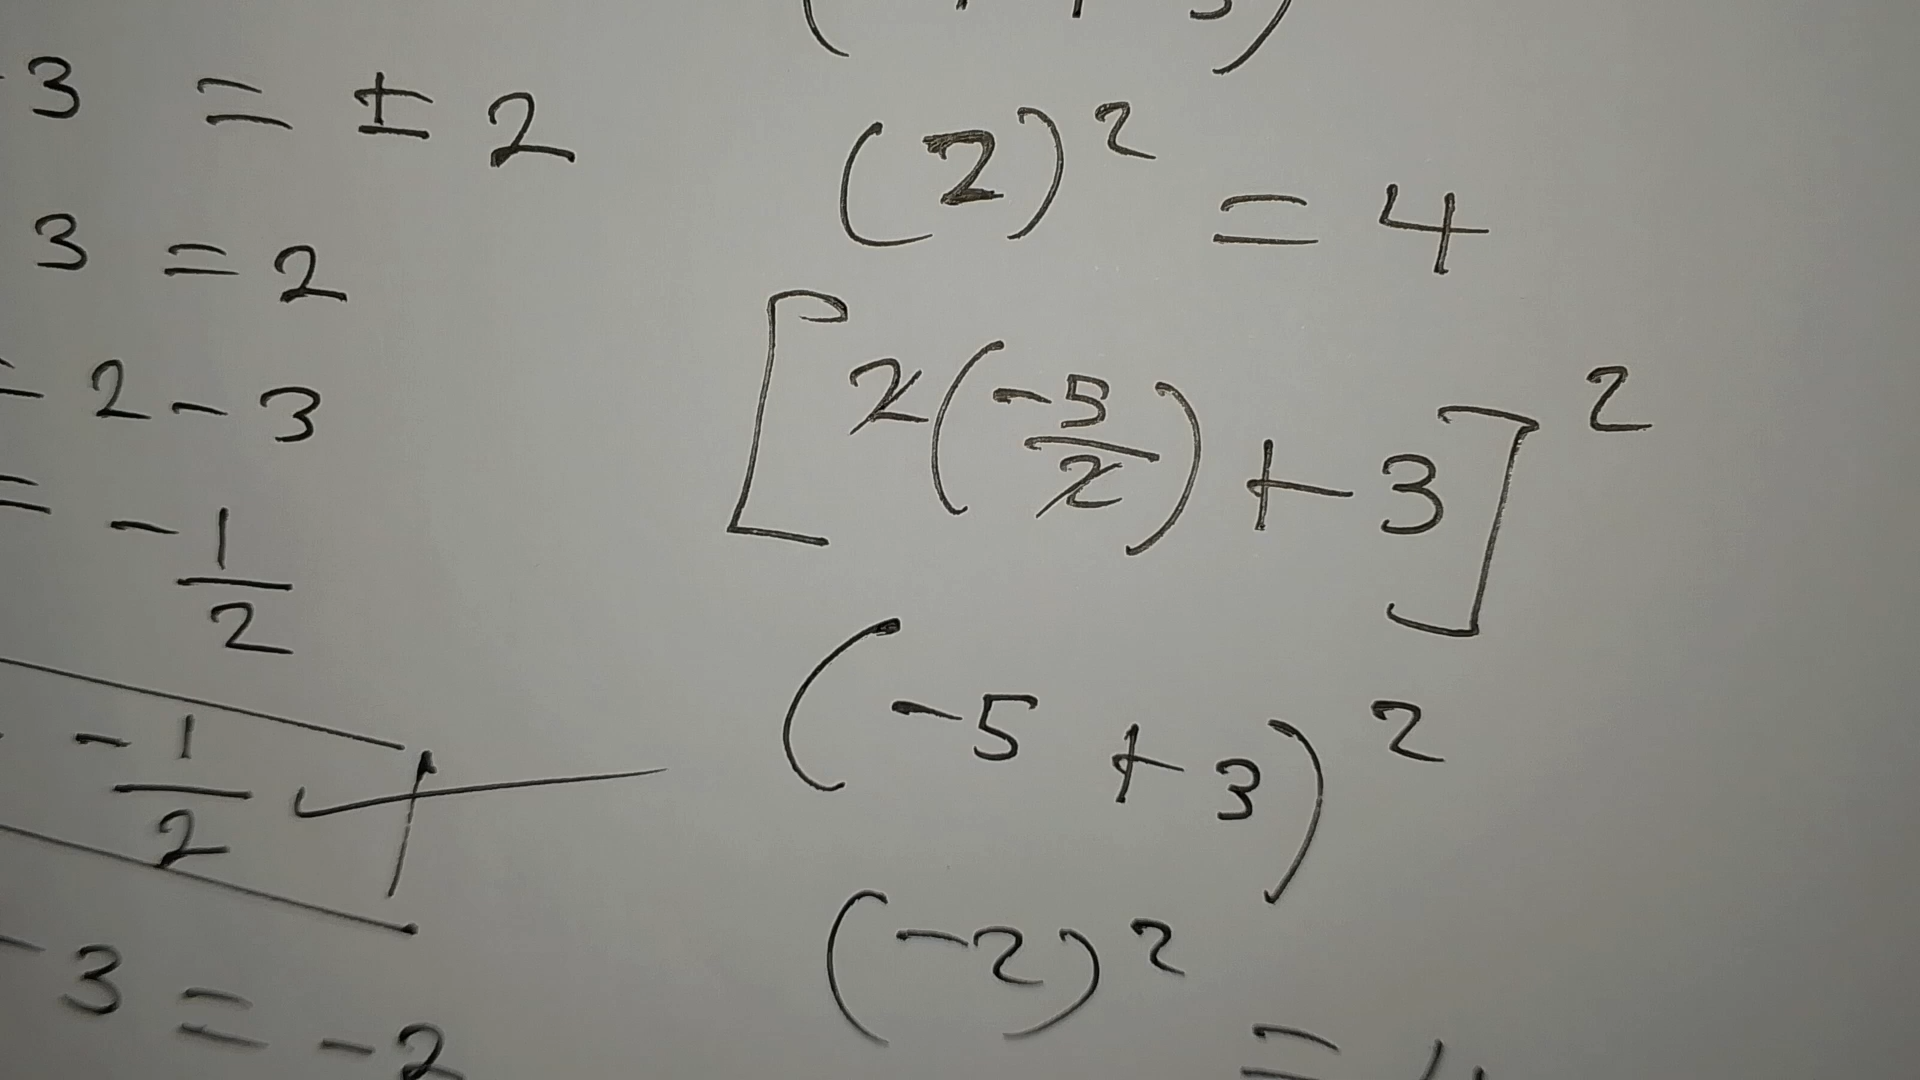 3 = ± 2
3 = 2
= 2 - 3
= -1/2
-1/2
3 = -2
(2)² = 4
[2(-5/2) + 3]²
(-5 + 3)²
(-2)²
=